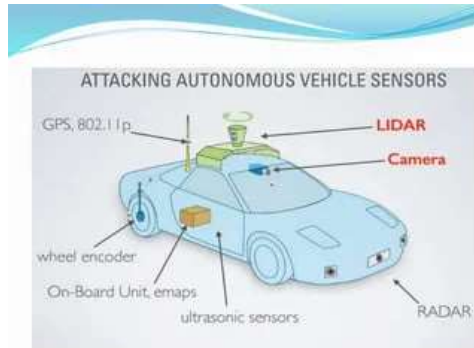 ATTACKING AUTONOMOUS VEHICLE SENSORS
GPS, 802.11p
LIDAR
Camera
wheel encoder
On-Board Unit, emaps
ultrasonic sensors
RADAR